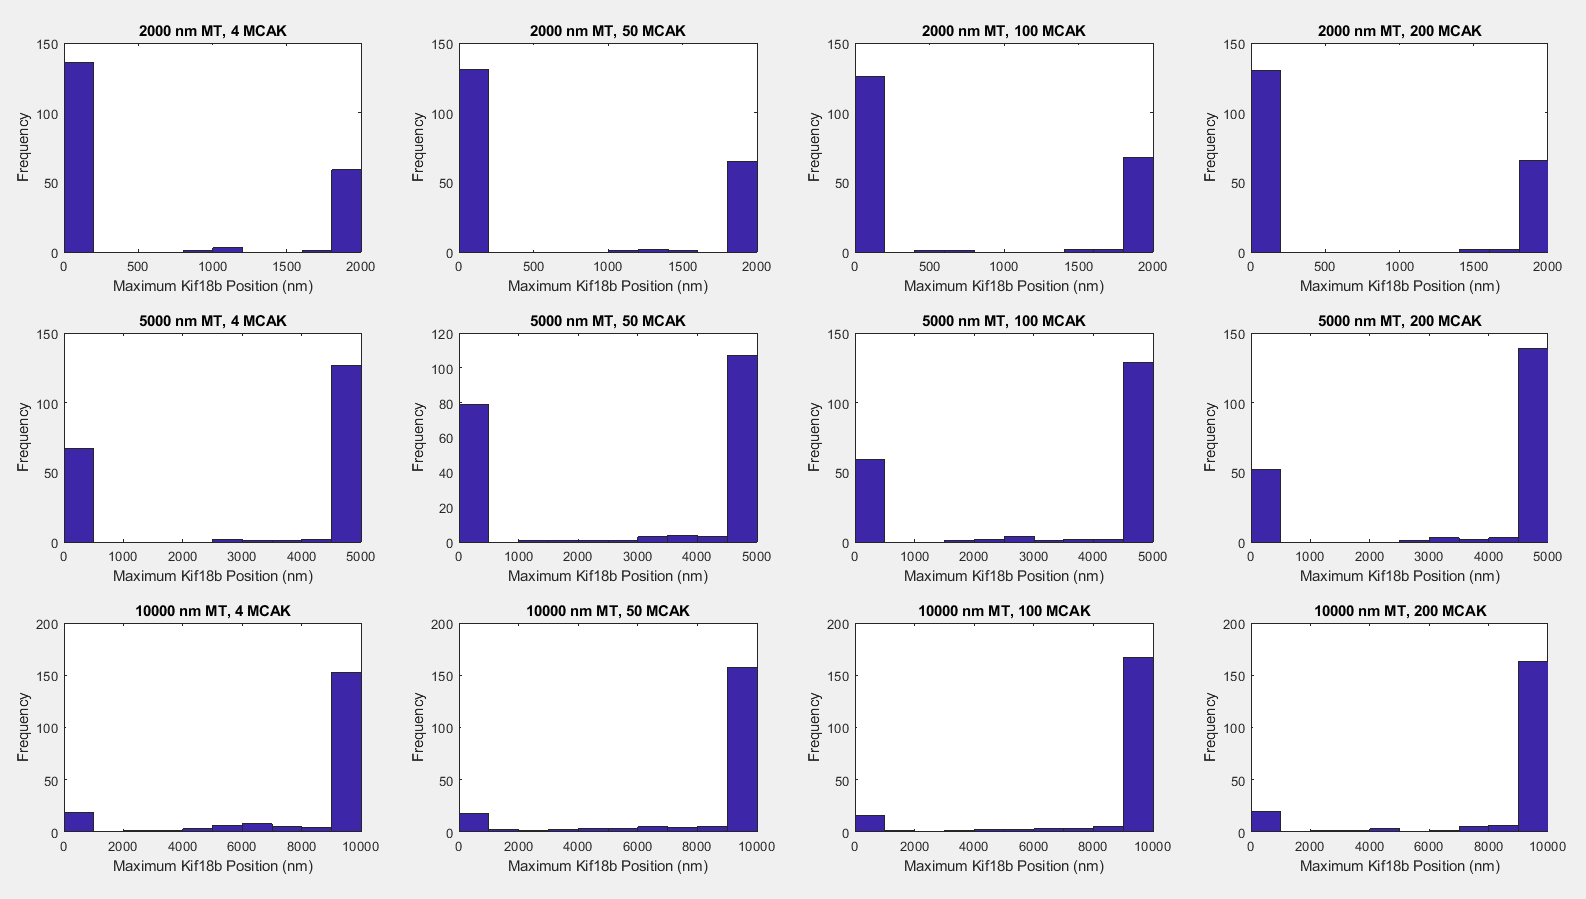 2000 nm MT, 4 MCAK
150
100
50
0
Frequency
0 500 1000 1500 2000
Maximum Kif18b Position (nm)
2000 nm MT, 50 MCAK
150
100
50
0
Frequency
0 500 1000 1500 2000
Maximum Kif18b Position (nm)
2000 nm MT, 100 MCAK
150
100
50
0
Frequency
0 500 1000 1500 2000
Maximum Kif18b Position (nm)
2000 nm MT, 200 MCAK
150
100
50
0
Frequency
0 500 1000 1500 2000
Maximum Kif18b Position (nm)
5000 nm MT, 4 MCAK
150
100
50
0
Frequency
0 1000 2000 3000 4000 5000
Maximum Kif18b Position (nm)
5000 nm MT, 50 MCAK
120
100
80
60
40
20
0
Frequency
0 1000 2000 3000 4000 5000
Maximum Kif18b Position (nm)
5000 nm MT, 100 MCAK
150
100
50
0
Frequency
0 1000 2000 3000 4000 5000
Maximum Kif18b Position (nm)
5000 nm MT, 200 MCAK
150
100
50
0
Frequency
0 1000 2000 3000 4000 5000
Maximum Kif18b Position (nm)
10000 nm MT, 4 MCAK
200
150
100
50
0
Frequency
0 2000 4000 6000 8000 10000
Maximum Kif18b Position (nm)
10000 nm MT, 50 MCAK
200
150
100
50
0
Frequency
0 2000 4000 6000 8000 10000
Maximum Kif18b Position (nm)
10000 nm MT, 100 MCAK
200
150
100
50
0
Frequency
0 2000 4000 6000 8000 10000
Maximum Kif18b Position (nm)
10000 nm MT, 200 MCAK
200
150
100
50
0
Frequency
0 2000 4000 6000 8000 10000
Maximum Kif18b Position (nm)